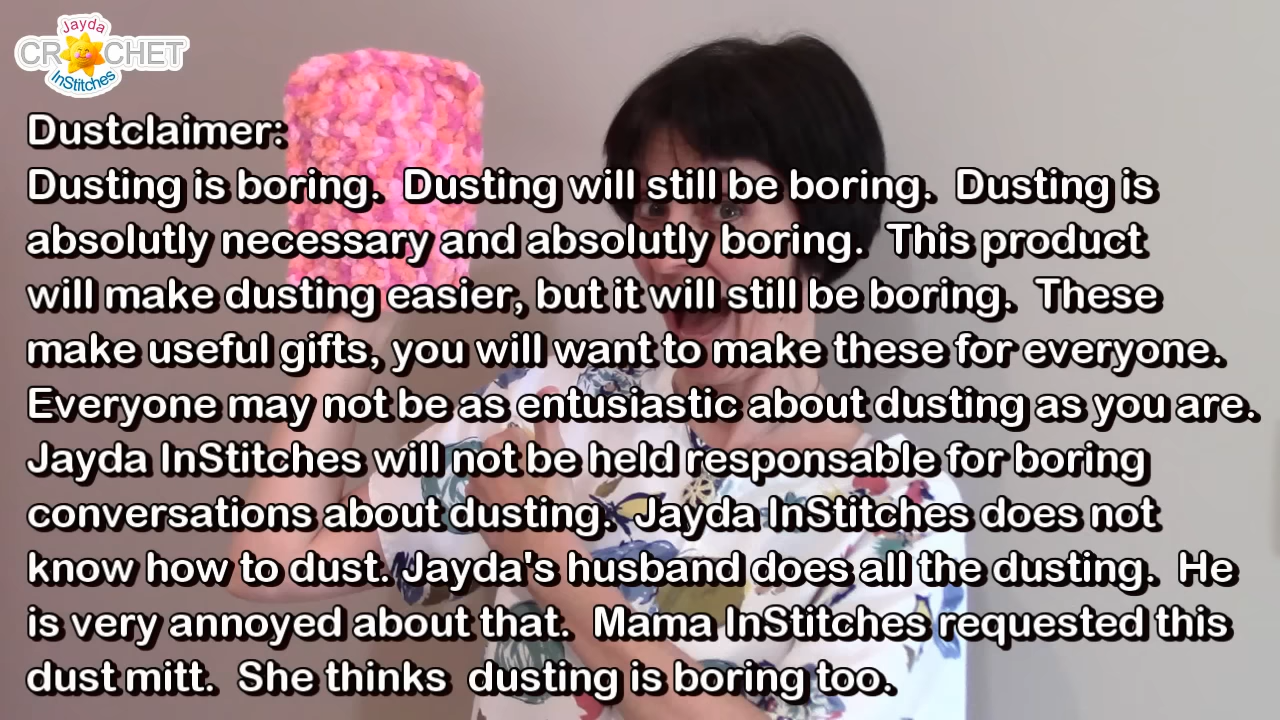 Jayda
CROCHET
InStitches
Dustclaimer:
Dusting is boring.  Dusting will still be boring.  Dusting is
absolutly necessary and absolutly boring.  This product
will make dusting easier, but it will still be boring.  These
make useful gifts, you will want to make these for everyone.
Everyone may not be as entusiastic about dusting as you are.
Jayda InStitches will not be held responsable for boring
conversations about dusting.  Jayda InStitches does not
know how to dust. Jayda's husband does all the dusting.  He
is very annoyed about that.  Mama InStitches requested this
dust mitt.  She thinks  dusting is boring too.